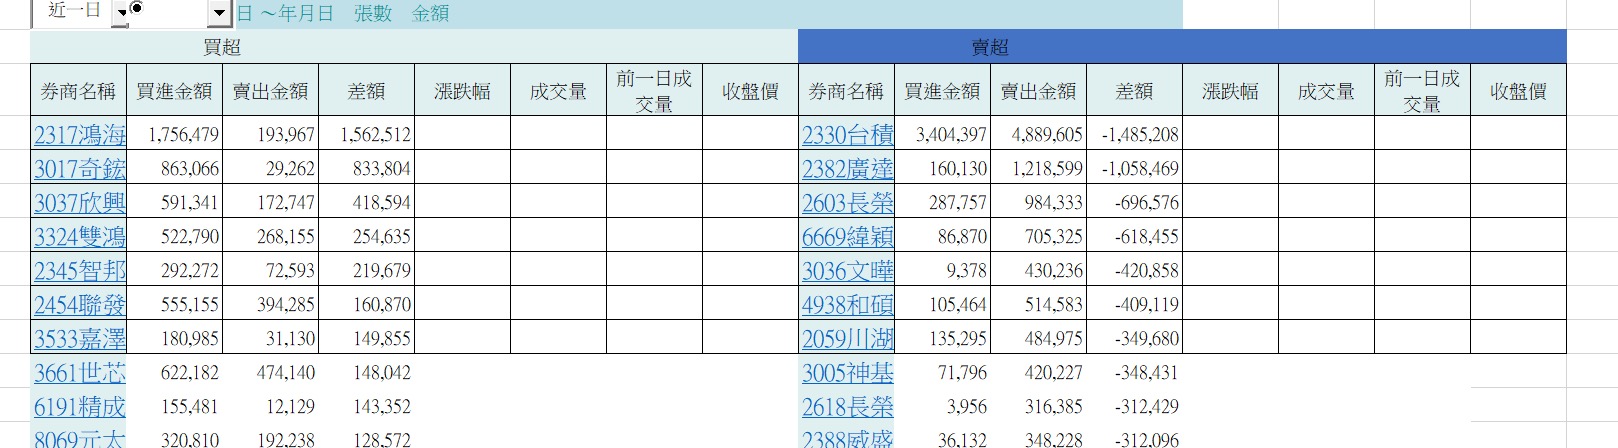 近一日 日 ～年月日 張數 金額
買超 賣超
券商名稱 買進金額 賣出金額 差額 漲跌幅 成交量 前一日成交量 收盤價 券商名稱 買進金額 賣出金額 差額 漲跌幅 成交量 前一日成交量 收盤價
2317鴻海 1,756,479 193,967 1,562,512 2330台積 3,404,397 4,889,605 -1,485,208
3017奇鋐 863,066 29,262 833,804 2382廣達 160,130 1,218,599 -1,058,469
3037欣興 591,341 172,747 418,594 2603長榮 287,757 984,333 -696,576
3324雙鴻 522,790 268,155 254,635 6669緯穎 86,870 705,325 -618,455
2345智邦 292,272 72,593 219,679 3036文曄 9,378 430,236 -420,858
2454聯發 555,155 394,285 160,870 4938和碩 105,464 514,583 -409,119
3533嘉澤 180,985 31,130 149,855 2059川湖 135,295 484,975 -349,680
3661世芯 622,182 474,140 148,042 3005神基 71,796 420,227 -348,431
6191精成 155,481 12,129 143,352 2618長榮 3,956 316,385 -312,429
8069元太 320,810 192,238 128,572 2388威盛 36,132 348,228 -312,096